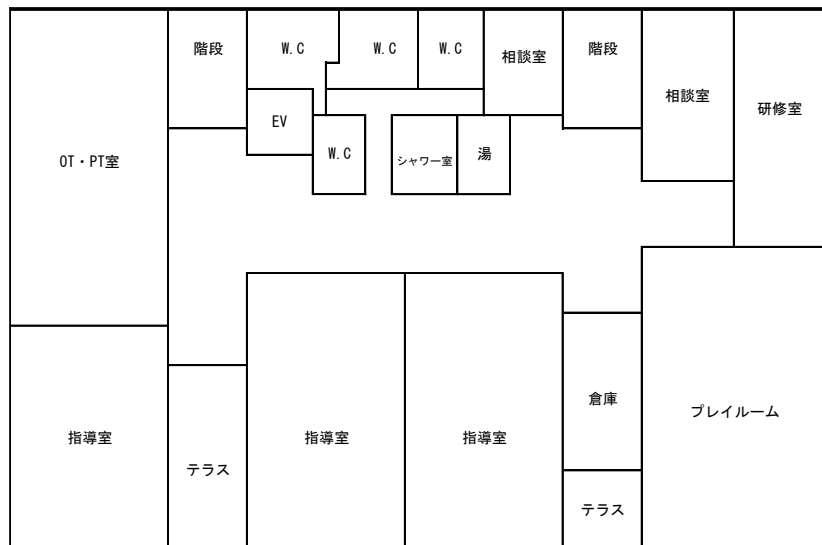 階段
W.C
W.C
W.C
相談室
階段
相談室
研修室
EV
W.C
シャワー室
湯
OT・PT室
指導室
テラス
指導室
指導室
倉庫
テラス
プレイルーム